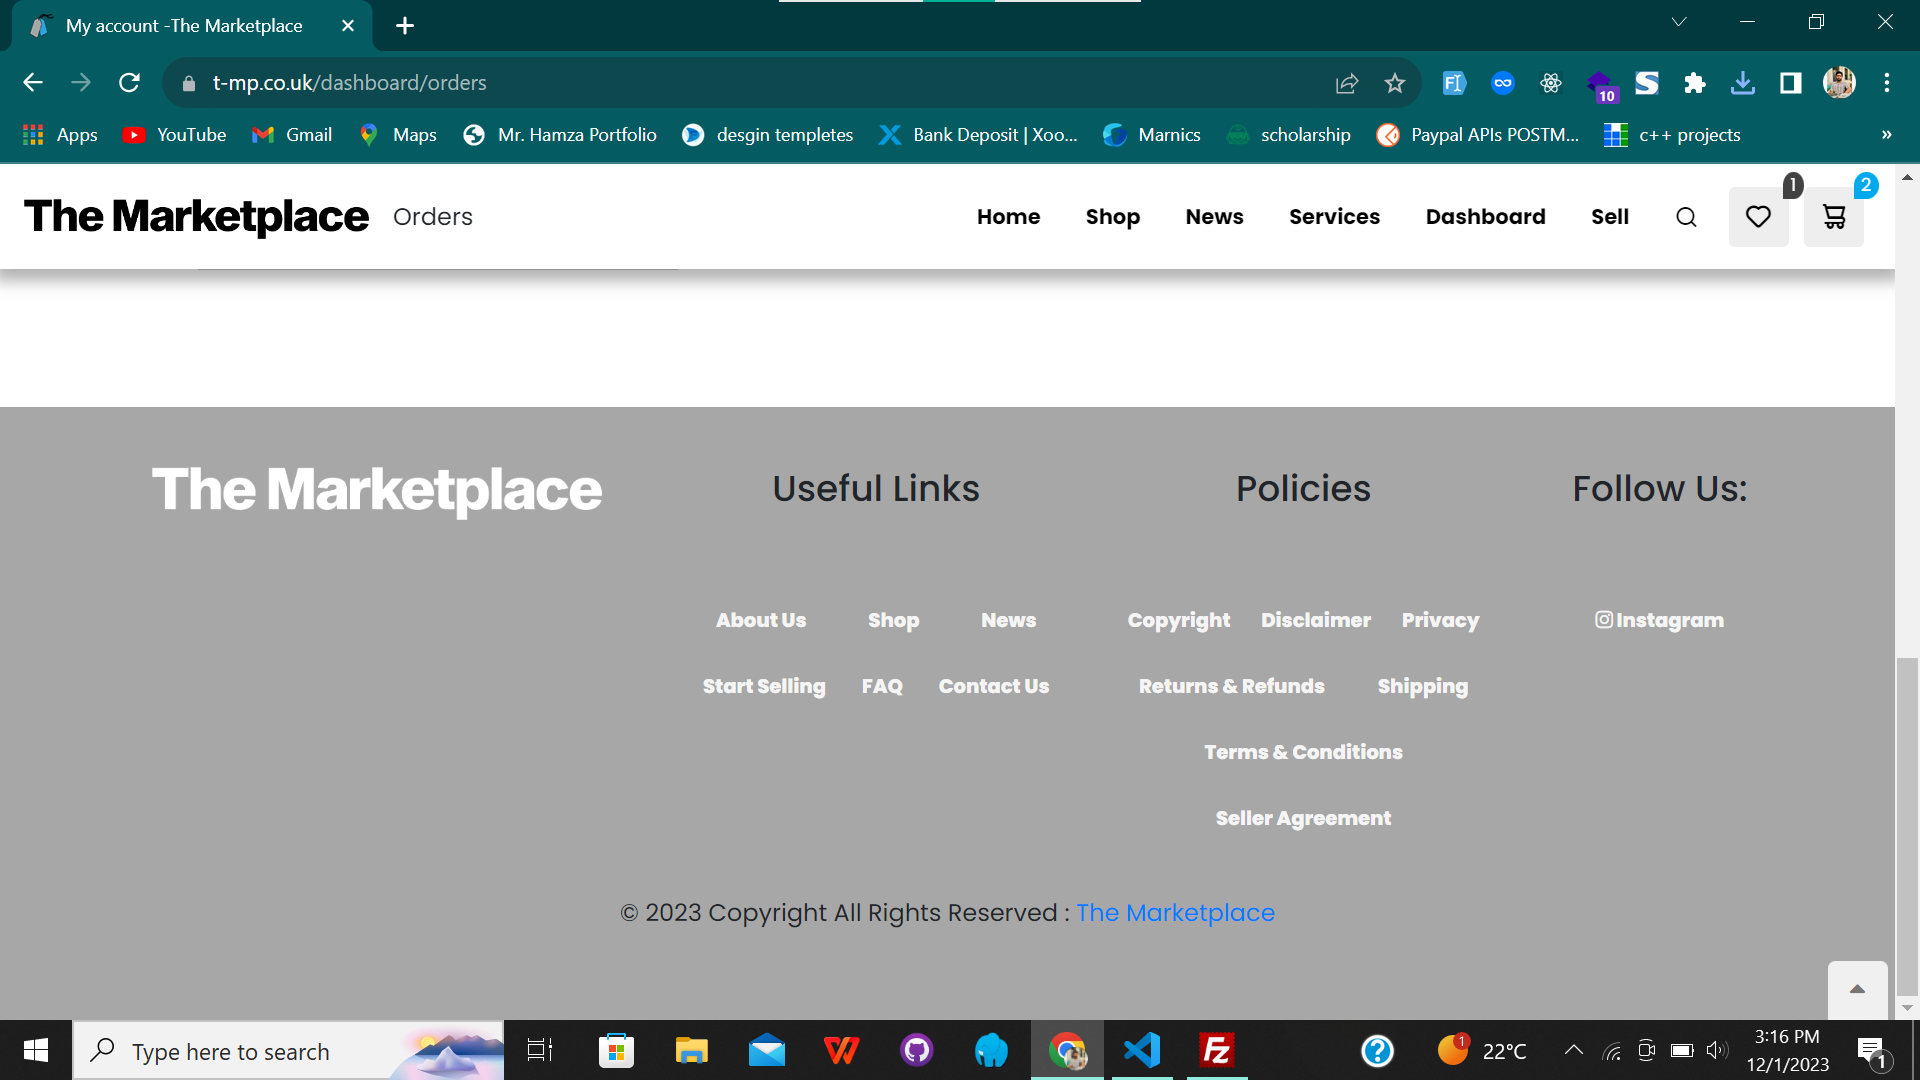 My account -The Marketplace
t-mp.co.uk/dashboard/orders
10
Apps YouTube Gmail Maps Mr. Hamza Portfolio desgin templetes Bank Deposit | Xoo... Marnics scholarship Paypal APIs POSTM... c++ projects »
The Marketplace Orders Home Shop News Services Dashboard Sell 1 2
The Marketplace Useful Links Policies Follow Us:
About Us Shop News Copyright Disclaimer Privacy Instagram
Start Selling FAQ Contact Us Returns & Refunds Shipping
Terms & Conditions
Seller Agreement
© 2023 Copyright All Rights Reserved : The Marketplace
Type here to search 1 22°C 3:16 PM
12/1/2023 1